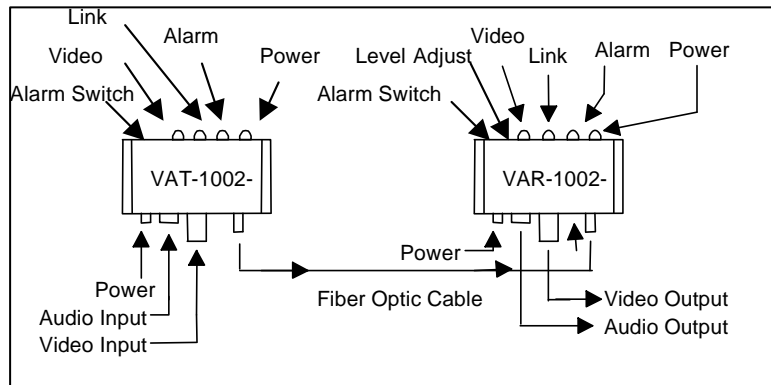 Link
Alarm
Video
Power
Alarm Switch
VAT-1002-
Power
Audio Input
Video Input
Video
Level Adjust
Link
Alarm
Power
Alarm Switch
VAR-1002-
Power
Fiber Optic Cable
Video Output
Audio Output